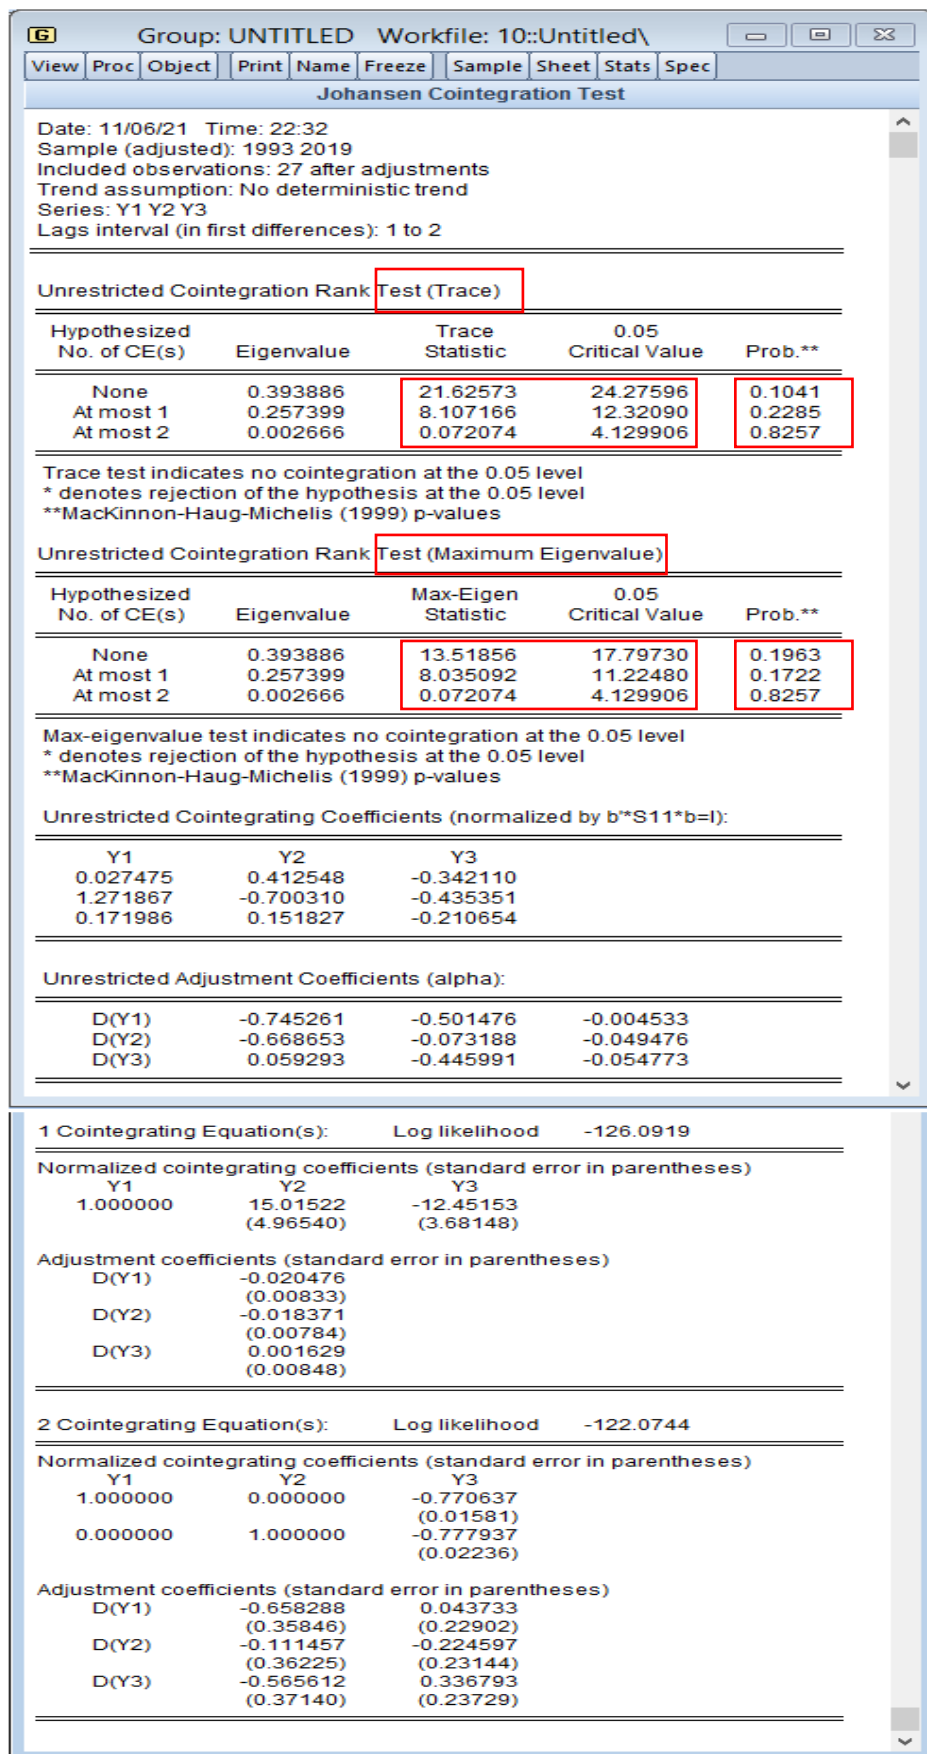 G Group: UNTITLED Workfile: 10::Untitled\
View Proc Object Print Name Freeze Sample Sheet Stats Spec
Johansen Cointegration Test
Date: 11/06/21 Time: 22:32
Sample (adjusted): 1993 2019
Included observations: 27 after adjustments
Trend assumption: No deterministic trend
Series: Y1 Y2 Y3
Lags interval (in first differences): 1 to 2
Unrestricted Cointegration Rank Test (Trace)
Hypothesized Trace 0.05
No. of CE(s) Eigenvalue Statistic Critical Value Prob.**
None 0.393886 21.62573 24.27596 0.1041
At most 1 0.257399 8.107166 12.32090 0.2285
At most 2 0.002666 0.072074 4.129906 0.8257
Trace test indicates no cointegration at the 0.05 level
* denotes rejection of the hypothesis at the 0.05 level
**MacKinnon-Haug-Michelis (1999) p-values
Unrestricted Cointegration Rank Test (Maximum Eigenvalue)
Hypothesized Max-Eigen 0.05
No. of CE(s) Eigenvalue Statistic Critical Value Prob.**
None 0.393886 13.51856 17.79730 0.1963
At most 1 0.257399 8.035092 11.22480 0.1722
At most 2 0.002666 0.072074 4.129906 0.8257
Max-eigenvalue test indicates no cointegration at the 0.05 level
* denotes rejection of the hypothesis at the 0.05 level
**MacKinnon-Haug-Michelis (1999) p-values
Unrestricted Cointegrating Coefficients (normalized by b'*S11*b=I):
Y1 Y2 Y3
0.027475 0.412548 -0.342110
1.271867 -0.700310 -0.435351
0.171986 0.151827 -0.210654
Unrestricted Adjustment Coefficients (alpha):
D(Y1) -0.745261 -0.501476 -0.004533
D(Y2) -0.668653 -0.073188 -0.049476
D(Y3) 0.059293 -0.445991 -0.054773
1 Cointegrating Equation(s): Log likelihood -126.0919
Normalized cointegrating coefficients (standard error in parentheses)
Y1 Y2 Y3
1.000000 15.01522 -12.45153
(4.96540) (3.68148)
Adjustment coefficients (standard error in parentheses)
D(Y1) -0.020476
(0.00833)
D(Y2) -0.018371
(0.00784)
D(Y3) 0.001629
(0.00848)
2 Cointegrating Equation(s): Log likelihood -122.0744
Normalized cointegrating coefficients (standard error in parentheses)
Y1 Y2 Y3
1.000000 0.000000 -0.770637
(0.01581)
0.000000 1.000000 -0.777937
(0.02236)
Adjustment coefficients (standard error in parentheses)
D(Y1) -0.658288 0.043733
(0.35846) (0.22902)
D(Y2) -0.111457 -0.224597
(0.36225) (0.23144)
D(Y3) -0.565612 0.336793
(0.37140) (0.23729)